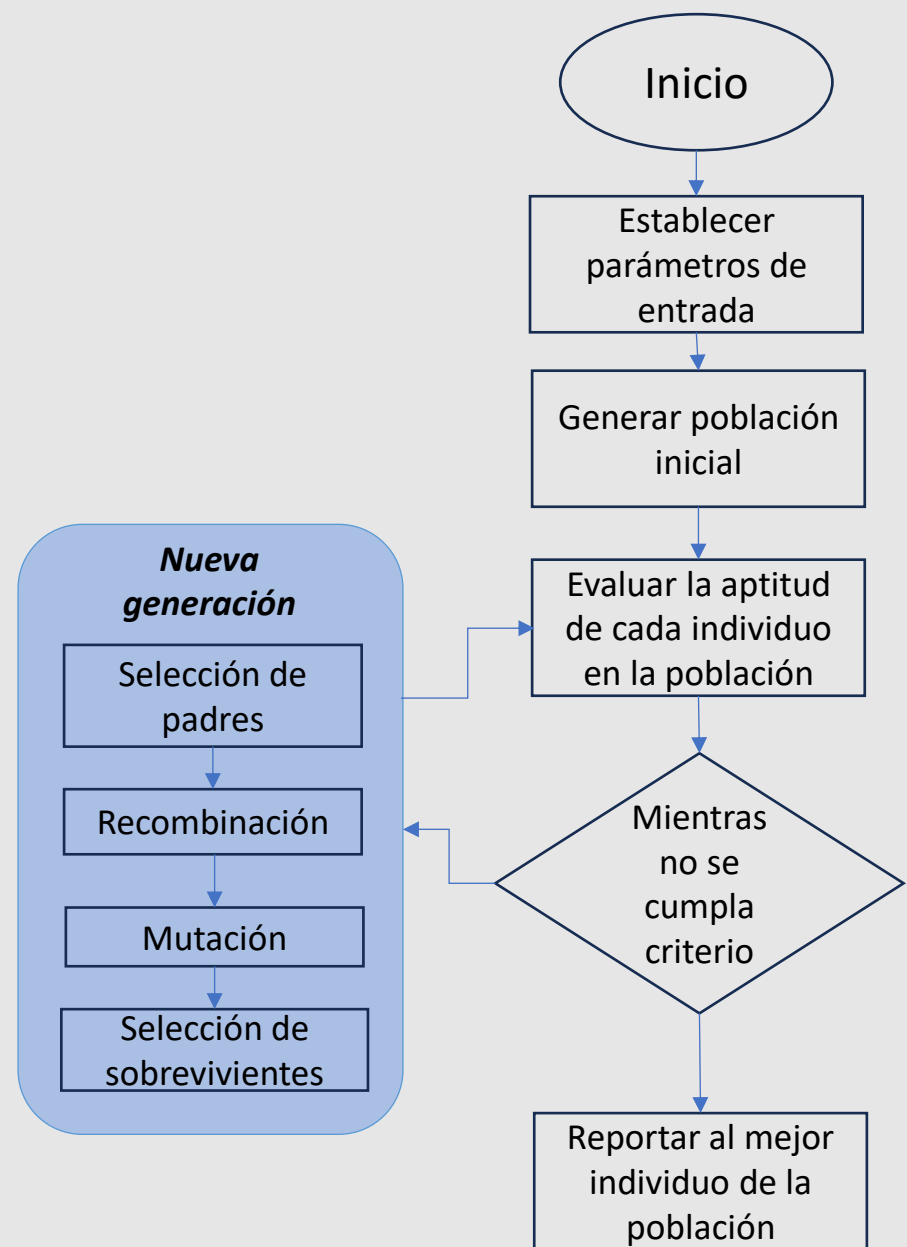 Inicio
Establecer
parámetros de
entrada
Generar población
inicial
Evaluar la aptitud
de cada individuo
en la población
Mientras
no se
cumpla
criterio
Nueva
generación
Selección de
padres
Recombinación
Mutación
Selección de
sobrevivientes
Reportar al mejor
individuo de la
población